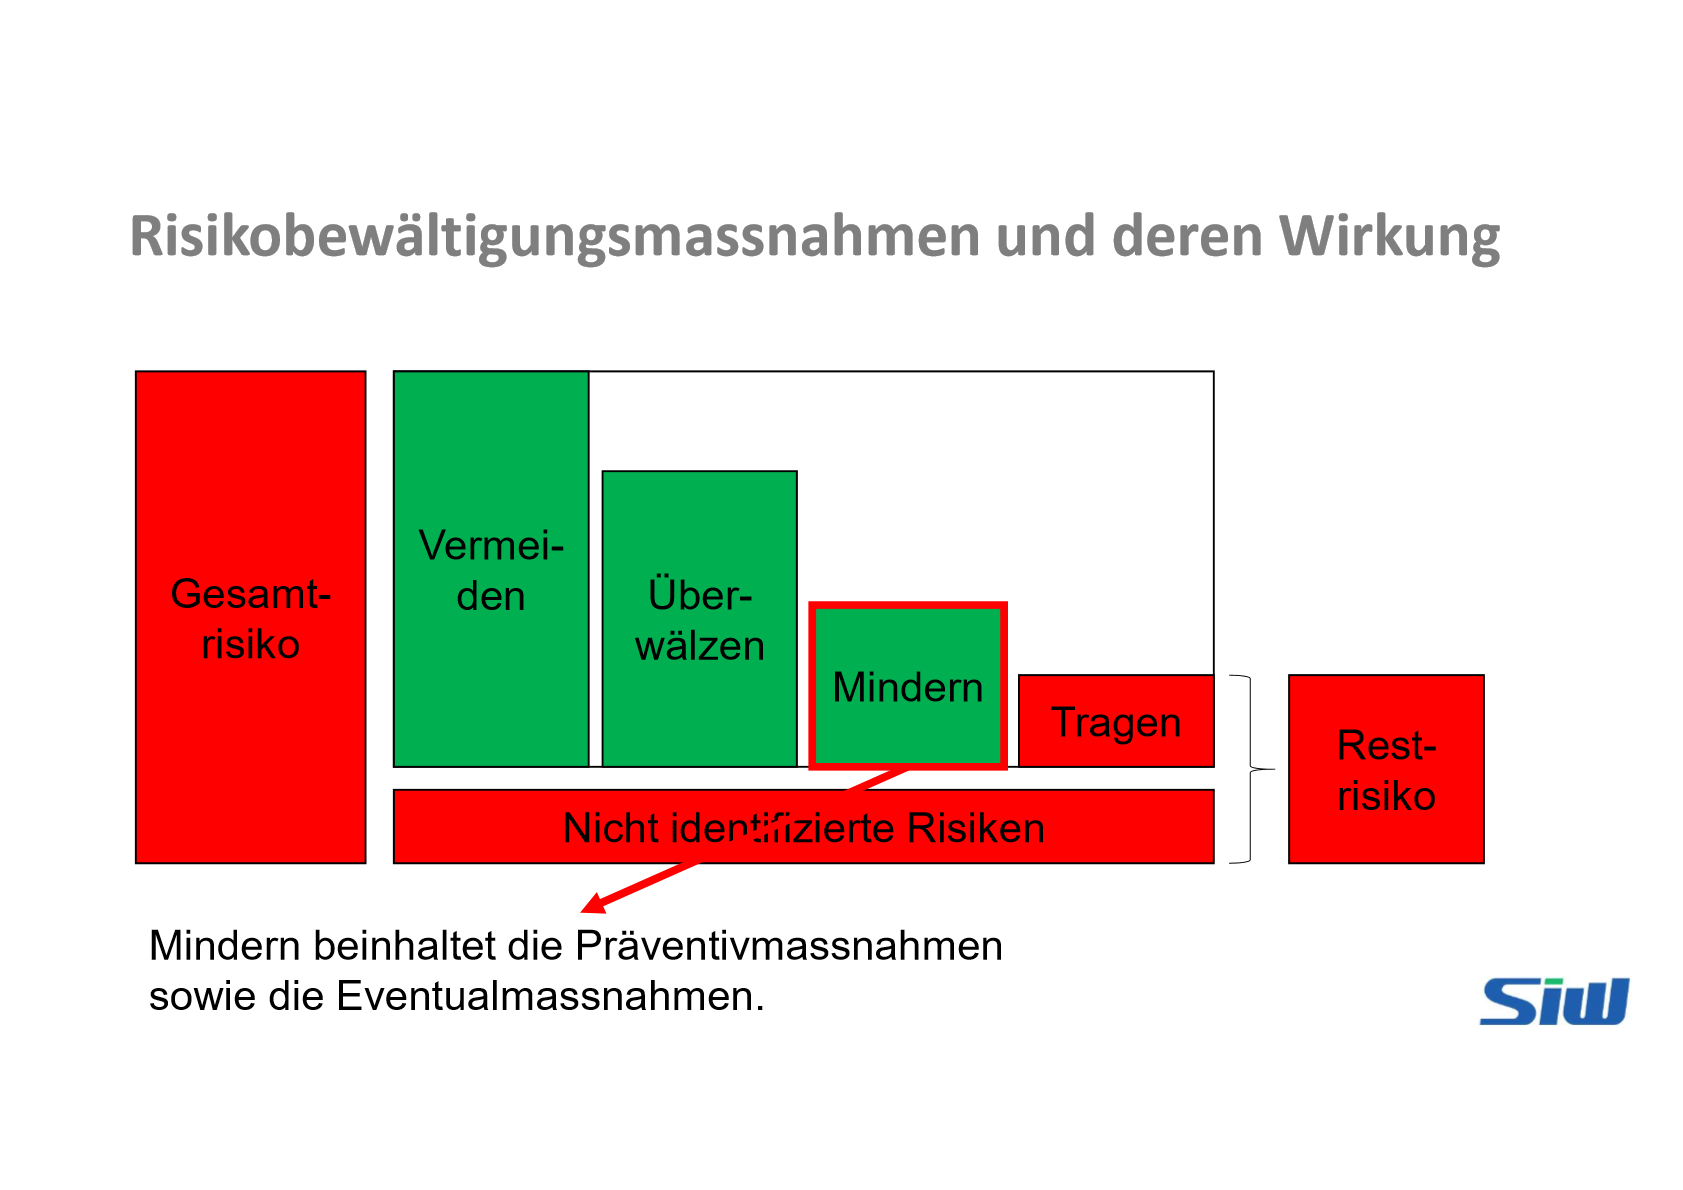 Risikobewältigungsmassnahmen und deren Wirkung
Gesamt-
risiko
Vermei-
den
Über-
wälzen
Mindern
Tragen
Rest-
risiko
Nicht identifizierte Risiken
Mindern beinhaltet die Präventivmassnahmen
sowie die Eventualmassnahmen.
Siw